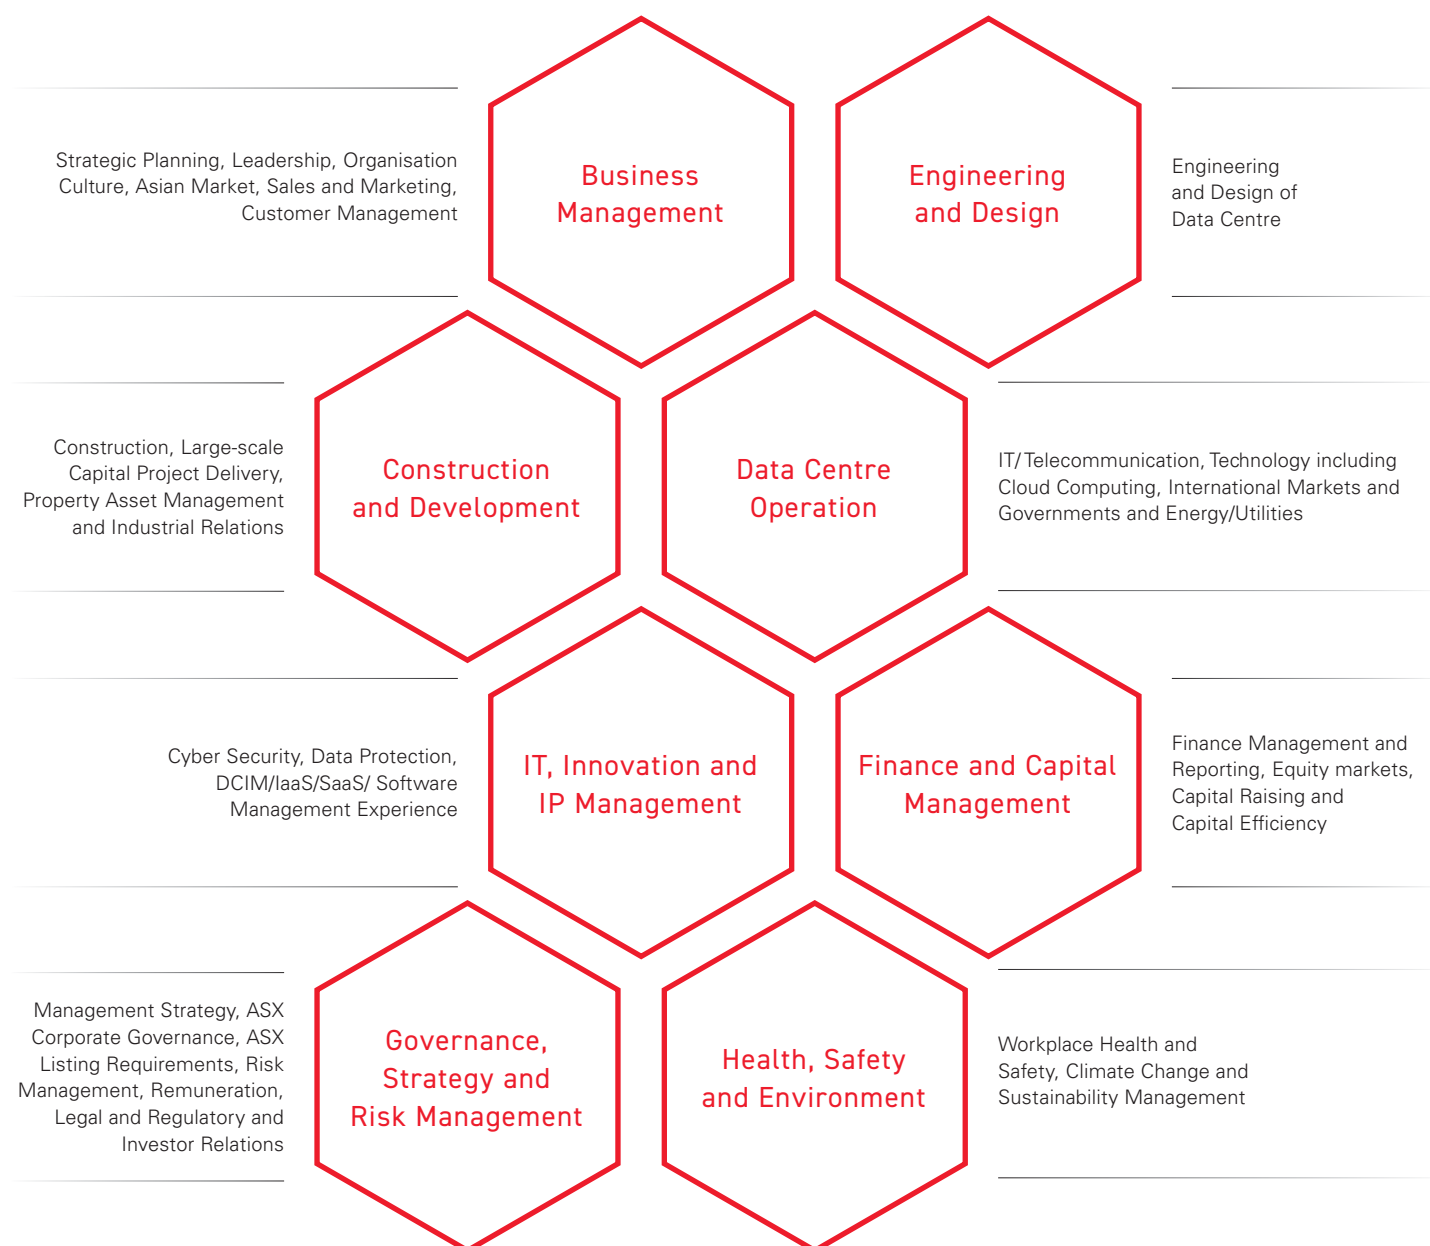 Strategic Planning, Leadership, Organisation
Culture, Asian Market, Sales and Marketing,
Customer Management
Business
Management
Engineering
and Design
Engineering
and Design of
Data Centre
Construction, Large-scale
Capital Project Delivery,
Property Asset Management
and Industrial Relations
Construction
and Development
Data Centre
Operation
IT/Telecommunication, Technology including
Cloud Computing, International Markets and
Governments and Energy/Utilities
Cyber Security, Data Protection,
DCIM/IaaS/SaaS/ Software
Management Experience
IT, Innovation and
IP Management
Finance and Capital
Management
Finance Management and
Reporting, Equity markets,
Capital Raising and
Capital Efficiency
Management Strategy, ASX
Corporate Governance, ASX
Listing Requirements, Risk
Management, Remuneration,
Legal and Regulatory and
Investor Relations
Governance,
Strategy and
Risk Management
Health, Safety
and Environment
Workplace Health and
Safety, Climate Change and
Sustainability Management